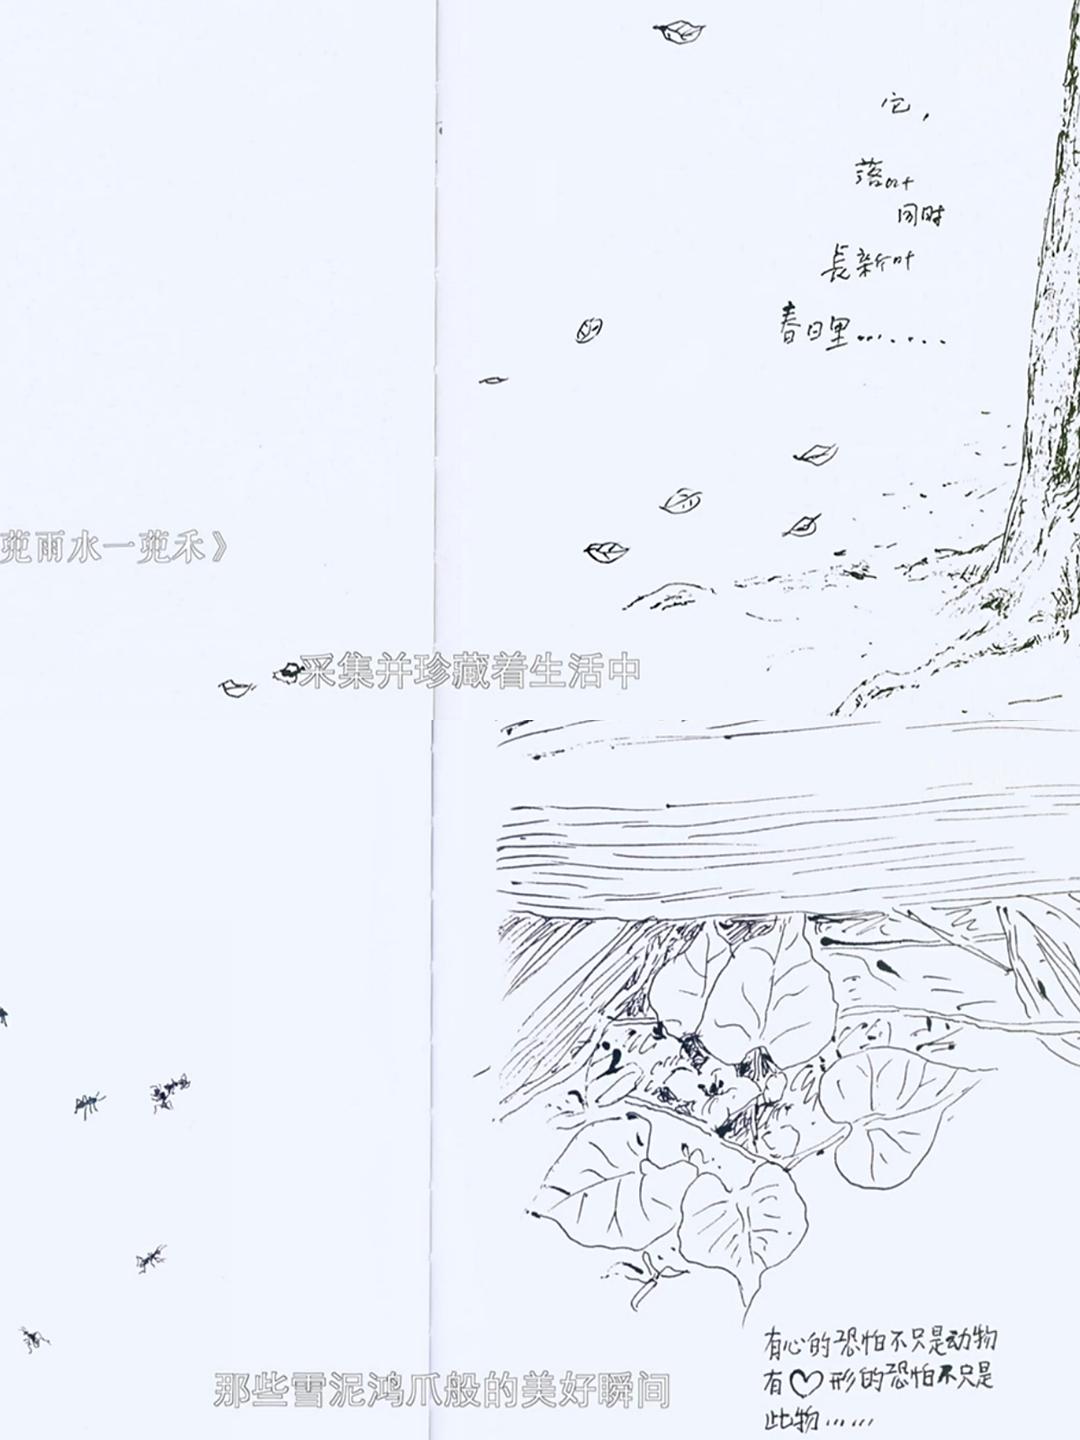 它，
落叶
同时
長新叶
春日里.......
蔸雨水一蔸禾》
采集并珍藏着生活中
有心的恐怕不只是动物
有♡形的恐怕不只是
此物……
那些雪泥鸿爪般的美好瞬间